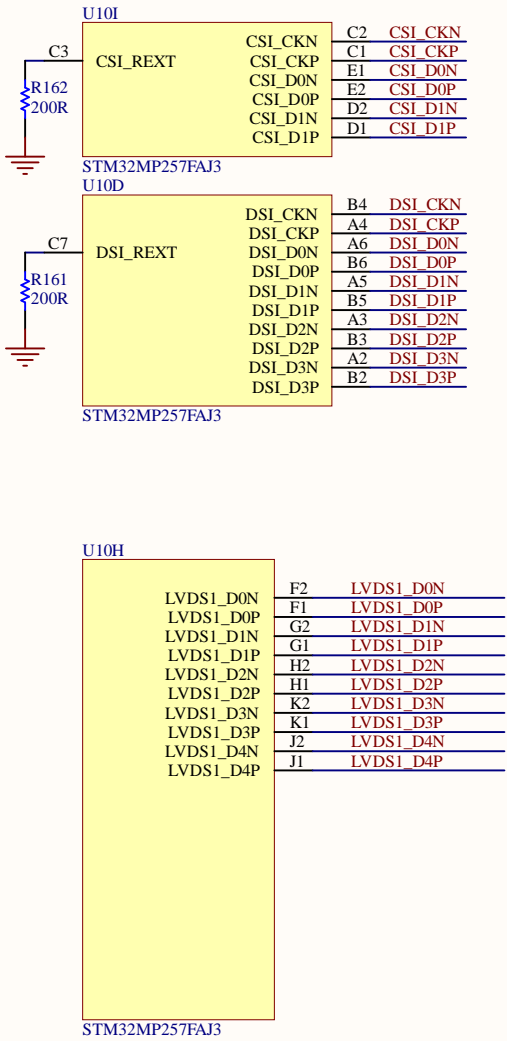 U10I
C3 CSI_REXT CSI_CKN C2 CSI_CKN
CSI_CKP C1 CSI_CKP
R162 CSI_D0N E1 CSI_D0N
200R CSI_D0P E2 CSI_D0P
CSI_D1N D2 CSI_D1N
CSI_D1P D1 CSI_D1P
STM32MP257FAJ3
U10D
DSI_CKN B4 DSI_CKN
DSI_CKP A4 DSI_CKP
C7 DSI_REXT DSI_D0N A6 DSI_D0N
DSI_D0P B6 DSI_D0P
R161 DSI_D1N A5 DSI_D1N
200R DSI_D1P B5 DSI_D1P
DSI_D2N A3 DSI_D2N
DSI_D2P B3 DSI_D2P
DSI_D3N A2 DSI_D3N
DSI_D3P B2 DSI_D3P
STM32MP257FAJ3
U10H
LVDS1_D0N F2 LVDS1_D0N
LVDS1_D0P F1 LVDS1_D0P
LVDS1_D1N G2 LVDS1_D1N
LVDS1_D1P G1 LVDS1_D1P
LVDS1_D2N H2 LVDS1_D2N
LVDS1_D2P H1 LVDS1_D2P
LVDS1_D3N K2 LVDS1_D3N
LVDS1_D3P K1 LVDS1_D3P
LVDS1_D4N J2 LVDS1_D4N
LVDS1_D4P J1 LVDS1_D4P
STM32MP257FAJ3